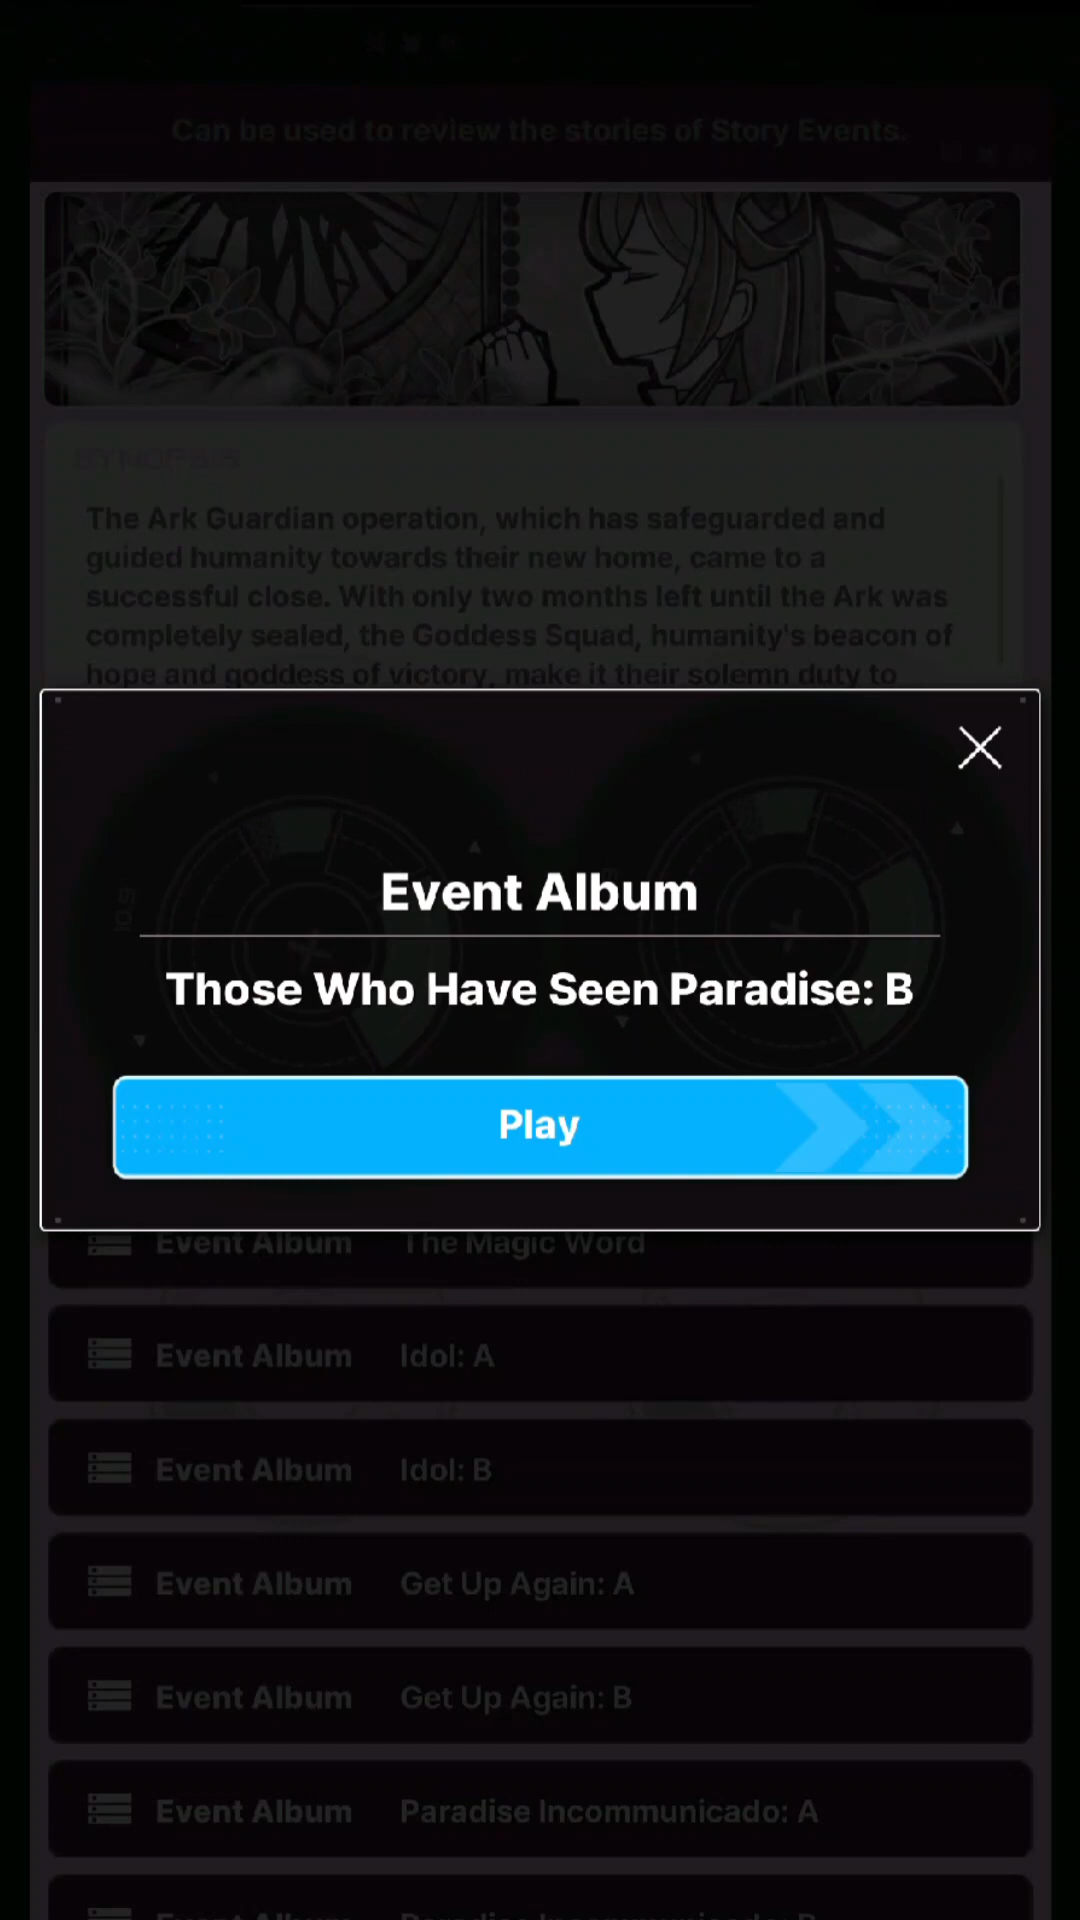 Can be used to review the stories of Story Events.
The Ark Guardian operation, which has safeguarded and
guided humanity towards their new home, came to a
successful close. With only two months left until the Ark was
completely sealed, the Goddess Squad, humanity's beacon of
hope and goddess of victory, make it their solemn duty to
Event Album
Those Who Have Seen Paradise: B
Play
Event Album The Magic Word
Event Album Idol: A
Event Album Idol: B
Event Album Get Up Again: A
Event Album Get Up Again: B
Event Album Paradise Incommunicado: A
Event Album Paradise Incommunicado: B